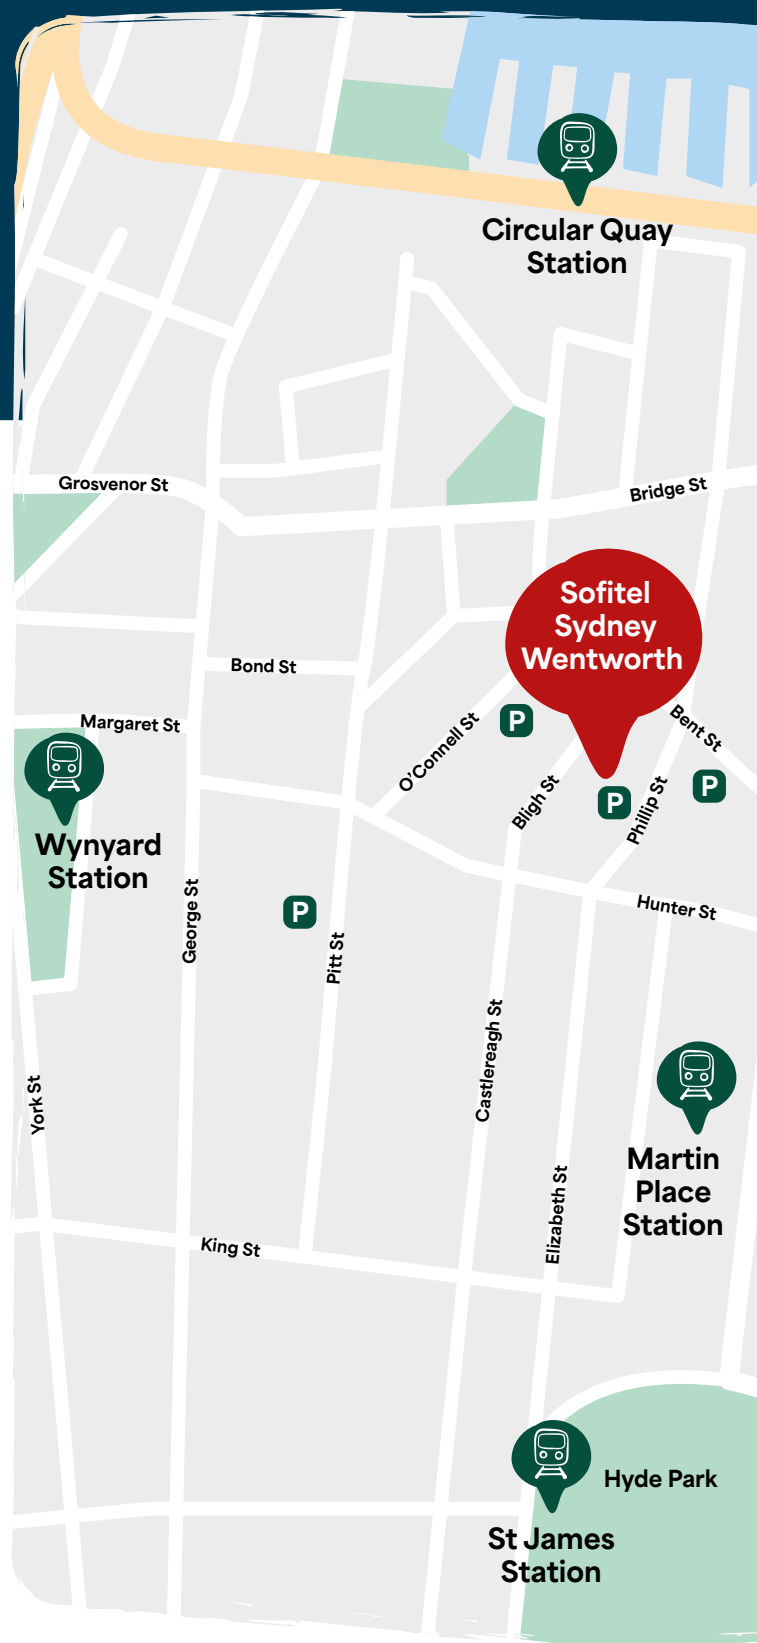 Circular Quay
Station
Grosvenor St
Bridge St
Sofitel
Sydney
Wentworth
Bond St
Margaret St
O'Connell St
P
Bent St
Bligh St
P
Phillip St
P
Wynyard
Station
George St
P
Pitt St
Hunter St
Castlereagh St
York St
Martin
Place
Station
Elizabeth St
King St
Hyde Park
St James
Station